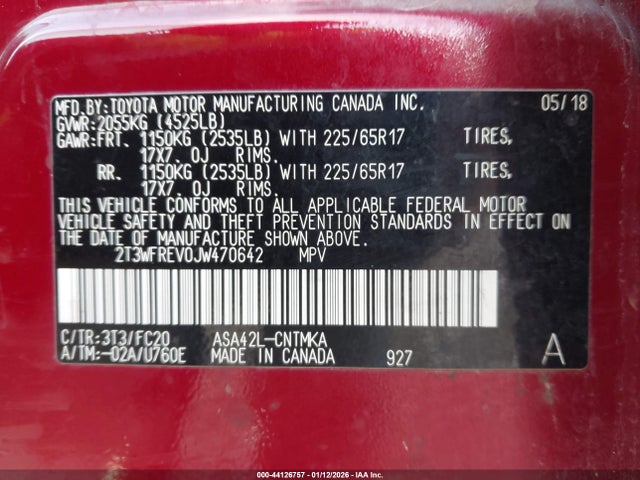 MFD.BY:TOYOTA MOTOR MANUFACTURING CANADA INC. 05/18
GVWR:2055KG (4525LB)
GAWR:FRT. 1150KG (2535LB) WITH 225/65R17 TIRES,
17X7.0J RIMS.
RR. 1150KG (2535LB) WITH 225/65R17 TIRES,
17X7.0J RIMS.
THIS VEHICLE CONFORMS TO ALL APPLICABLE FEDERAL MOTOR
VEHICLE SAFETY AND THEFT PREVENTION STANDARDS IN EFFECT ON
THE DATE OF MANUFACTURE SHOWN ABOVE.
2T3WFREV0JW470642 MPV
C/TR:3T3/FC20 ASA42L-CNTMKA
A/TM:-02A/U760E MADE IN CANADA 927 A
000-44126757 - 01/12/2026 - IAA Inc.